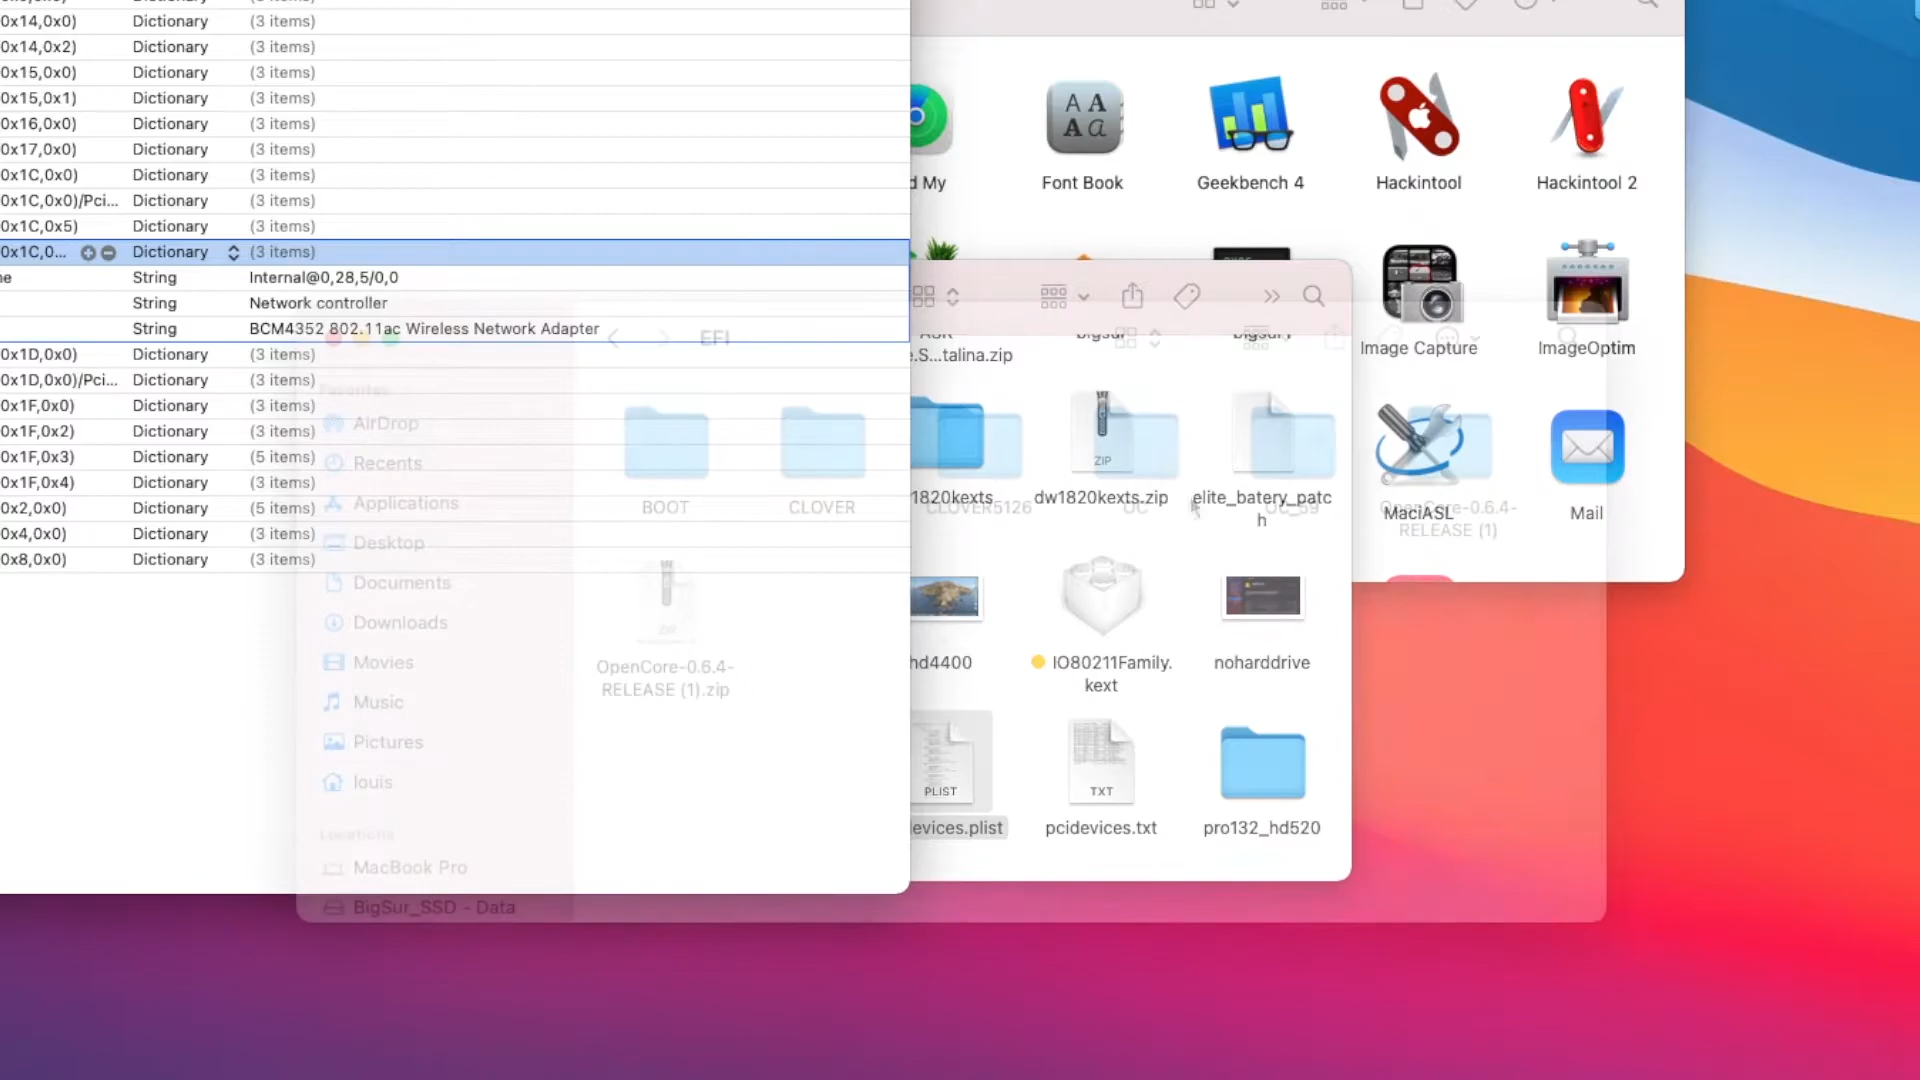 0x14,0x0) Dictionary (3 items)
0x14,0x2) Dictionary (3 items)
0x15,0x0) Dictionary (3 items)
0x15,0x1) Dictionary (3 items)
0x16,0x0) Dictionary (3 items)
0x17,0x0) Dictionary (3 items)
0x1C,0x0) Dictionary (3 items)
0x1C,0x0)/Pci... Dictionary (3 items)
0x1C,0x5) Dictionary (3 items)
0x1C,0... Dictionary (3 items)
String Internal@0,28,5/0,0
String Network controller
String BCM4352 802.11ac Wireless Network Adapter
0x1D,0x0) Dictionary (3 items)
0x1D,0x0)/Pci... Dictionary (3 items)
0x1F,0x0) Dictionary (3 items)
0x1F,0x2) Dictionary (3 items)
0x1F,0x3) Dictionary (5 items)
0x1F,0x4) Dictionary (3 items)
0x2,0x0) Dictionary (5 items)
0x4,0x0) Dictionary (3 items)
0x8,0x0) Dictionary (3 items)
EFI
Favorites
AirDrop
Recents
Applications
Desktop
Documents
Downloads
Movies
Music
Pictures
louis
Locations
MacBook Pro
BigSur_SSD - Data
BOOT
CLOVER
CLOVER5126
OC
OC_59
OpenCore-0.6.4-
RELEASE (1)
ZIP
OpenCore-0.6.4-
RELEASE (1).zip
d My
Font Book
Geekbench 4
Hackintool
Hackintool 2
Image Capture
ImageOptim
MaciASL
Mail
e.S...talina.zip
1820kexts
ZIP
dw1820kexts.zip
elite_batery_patc
h
hd4400
IO80211Family.
kext
noharddrive
PLIST
evices.plist
TXT
pcidevices.txt
pro132_hd520